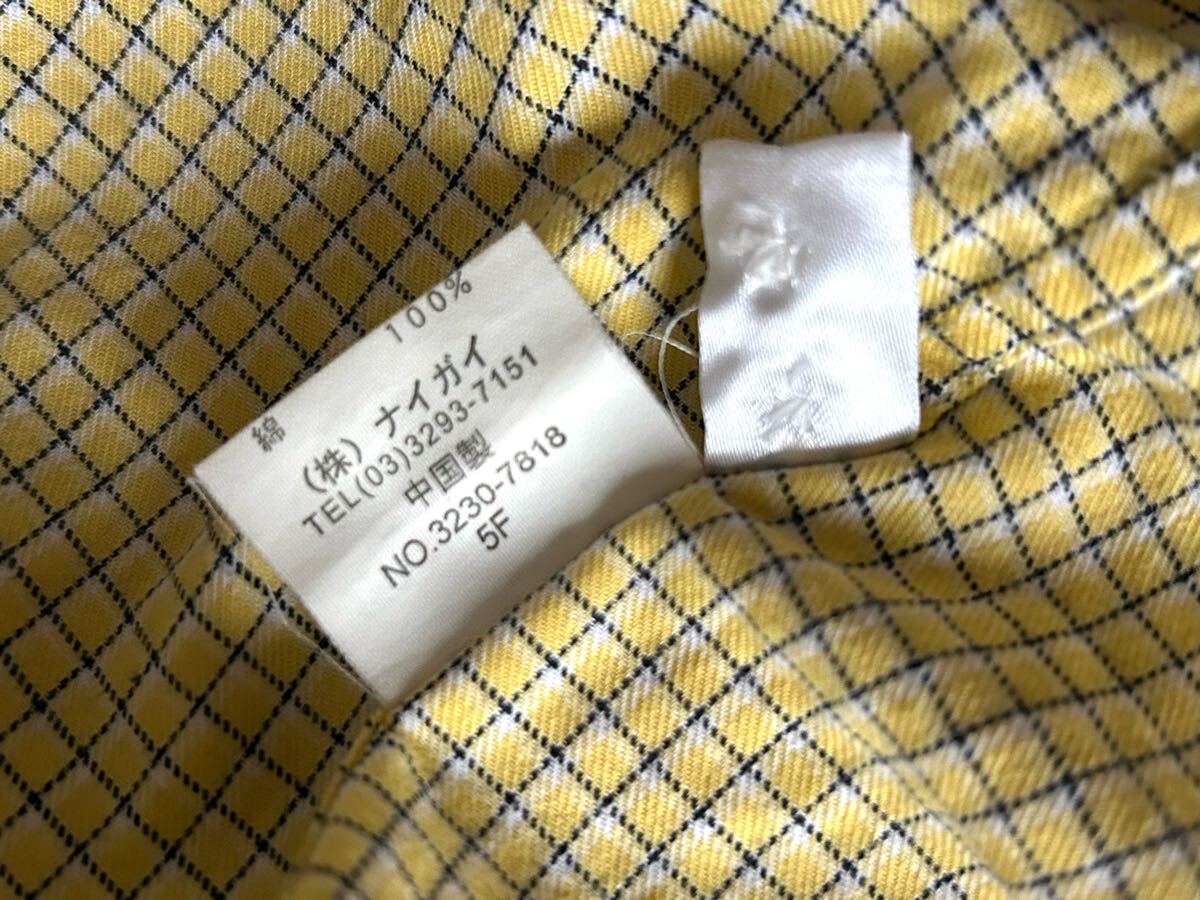 綿 100%
(株) ナイガイ
TEL(03)3293-7151
中国製
NO.3230-7818
5F